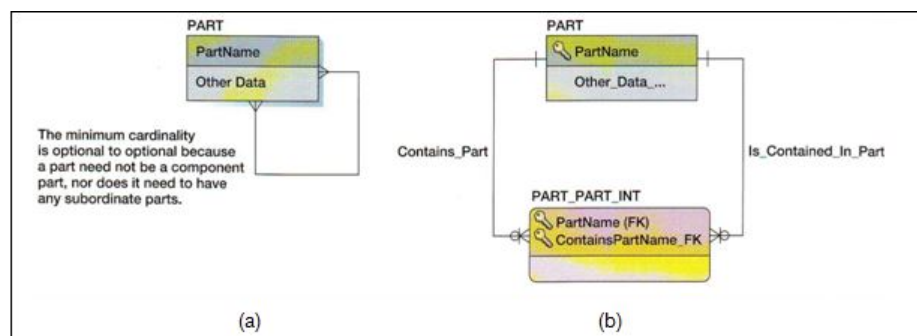 PART
PartName
Other Data
The minimum cardinality
is optional to optional because
a part need not be a component
part, nor does it need to have
any subordinate parts.
(a)
PART
PartName
Other_Data_...
Contains_Part
Is_Contained_In_Part
PART_PART_INT
PartName (FK)
ContainsPartName_FK
(b)